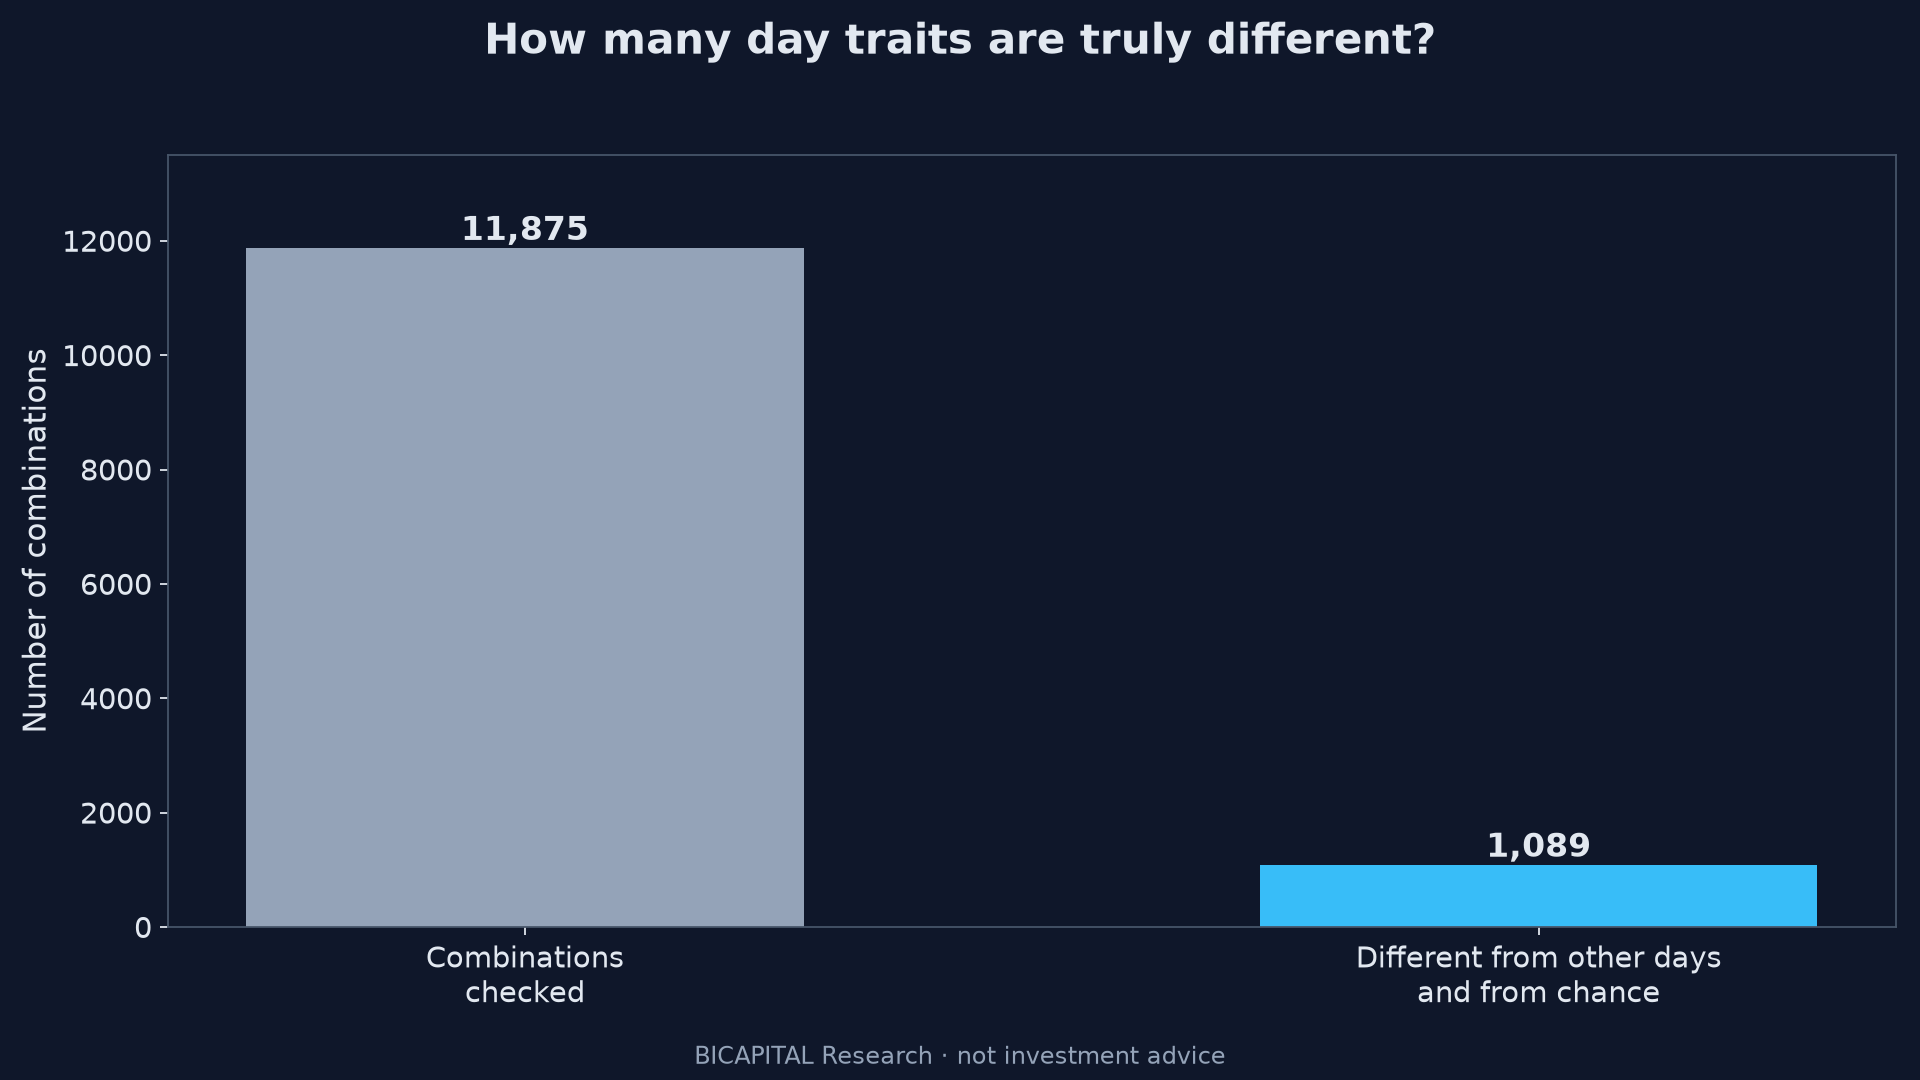 How many day traits are truly different?
Number of combinations
12000
10000
8000
6000
4000
2000
0
11,875
1,089
Combinations
checked
Different from other days
and from chance
BICAPITAL Research · not investment advice